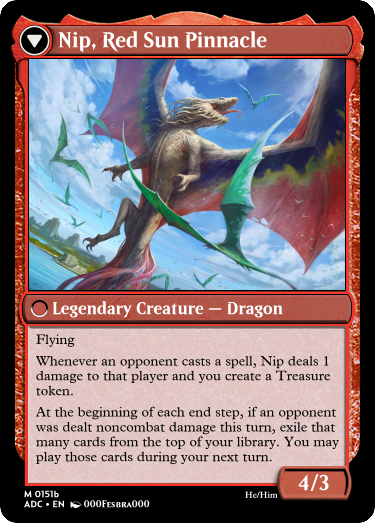 Nip, Red Sun Pinnacle
Legendary Creature — Dragon
Flying
Whenever an opponent casts a spell, Nip deals 1
damage to that player and you create a Treasure
token.
At the beginning of each end step, if an opponent
was dealt noncombat damage this turn, exile that
many cards from the top of your library. You may
play those cards during your next turn.
4/3
M 0151b
He/Him
ADC • EN 000FESBRA000